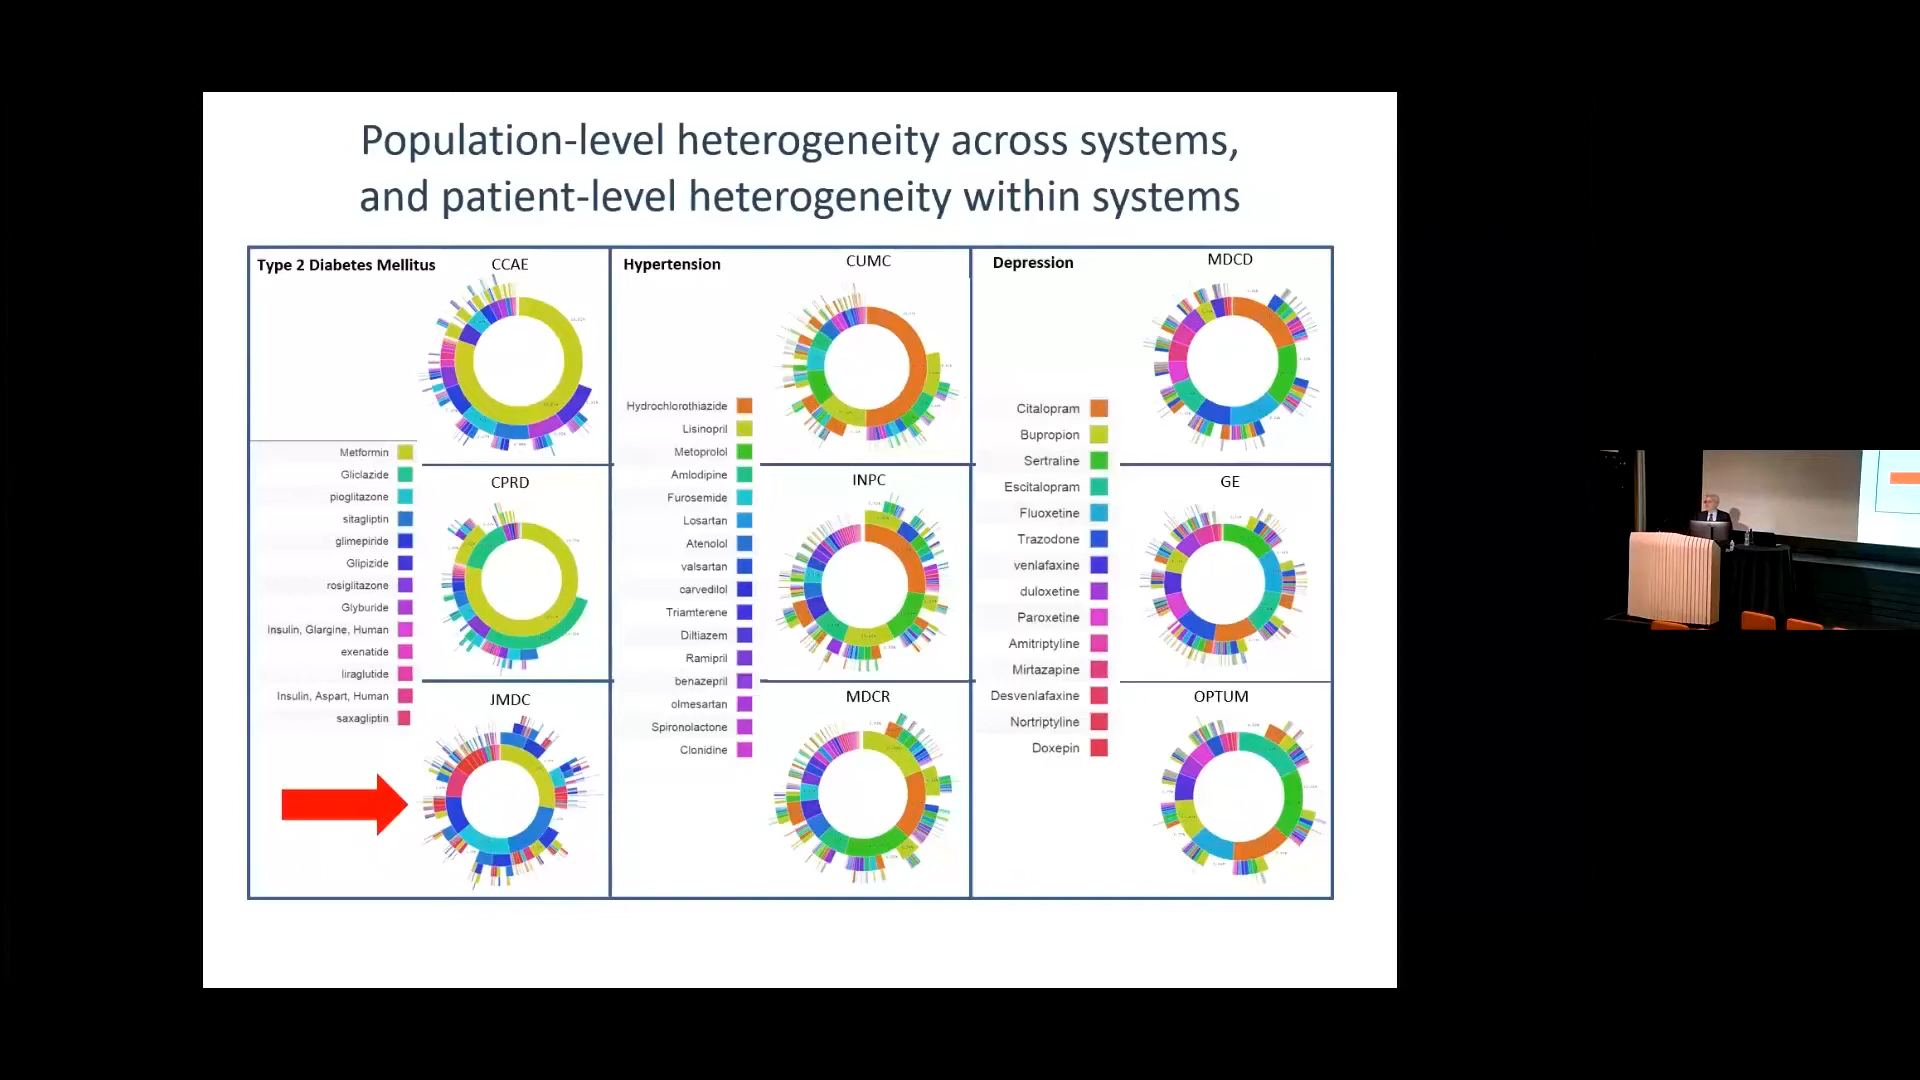 Population-level heterogeneity across systems,
and patient-level heterogeneity within systems
Type 2 Diabetes Mellitus
CCAE
Metformin
Gliclazide
pioglitazone
sitagliptin
glimepiride
Glipizide
rosiglitazone
Glyburide
Insulin, Glargine, Human
exenatide
liraglutide
Insulin, Aspart, Human
saxagliptin
CPRD
JMDC
Hypertension
CUMC
Hydrochlorothiazide
Lisinopril
Metoprolol
Amlodipine
Furosemide
Losartan
Atenolol
valsartan
carvedilol
Triamterene
Diltiazem
Ramipril
benazepril
olmesartan
Spironolactone
Clonidine
INPC
MDCR
Depression
MDCD
Citalopram
Bupropion
Sertraline
Escitalopram
Fluoxetine
Trazodone
venlafaxine
duloxetine
Paroxetine
Amitriptyline
Mirtazapine
Desvenlafaxine
Nortriptyline
Doxepin
GE
OPTUM